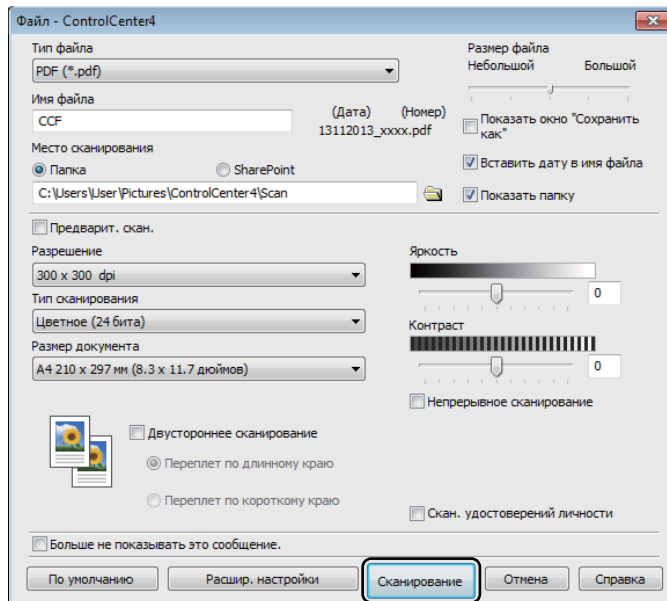 Файл - ControlCenter4
Тип файла
PDF (*.pdf)
Имя файла
CCF
(Дата) (Номер)
13112013_xxxx.pdf
Место сканирования
Папка
SharePoint
C:\Users\User\Pictures\ControlCenter4\Scan
Размер файла
Небольшой Большой
Показать окно "Сохранить
как"
Вставить дату в имя файла
Показать папку
Предварит. скан.
Разрешение
300 x 300 dpi
Тип сканирования
Цветное (24 бита)
Размер документа
A4 210 x 297 мм (8.3 x 11.7 дюймов)
Яркость
0
Контраст
0
Непрерывное сканирование
Двустороннее сканирование
Переплет по длинному краю
Переплет по короткому краю
Скан. удостоверений личности
Больше не показывать это сообщение.
По умолчанию
Расшир. настройки
Сканирование
Отмена
Справка